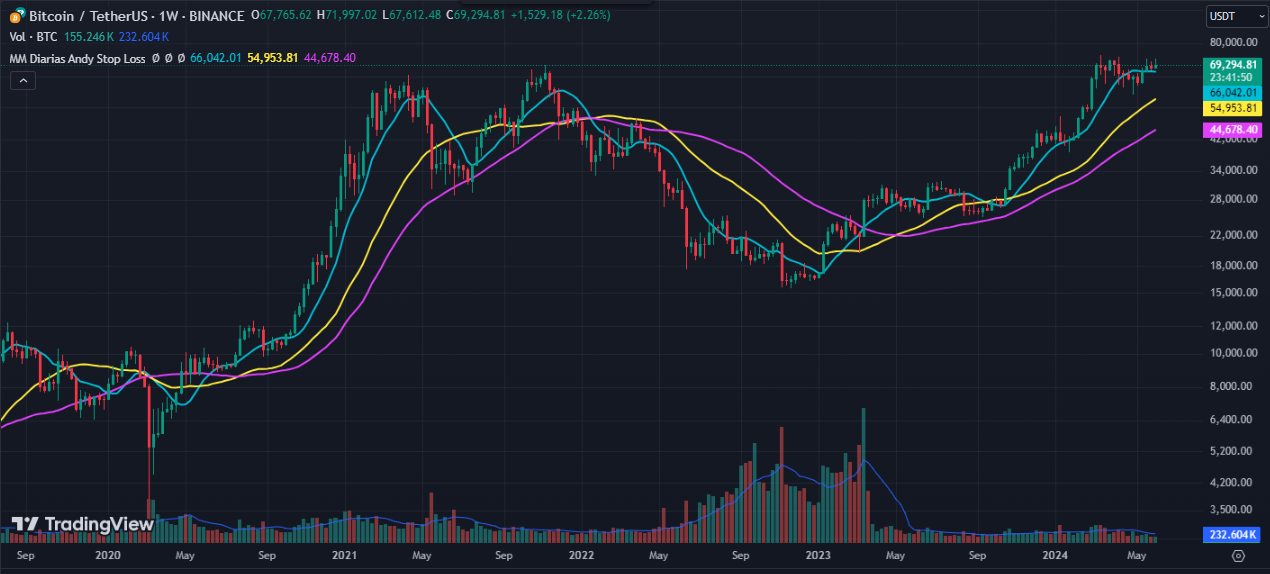 Bitcoin / TetherUS · 1W · BINANCE O67,765.62 H71,997.02 L67,612.48 C69,294.81 +1,529.18 (+2.26%)
USDT
Vol · BTC 155.246K 232.604K
MM Diarias Andy Stop Loss Ø Ø Ø 66,042.01 54,953.81 44,678.40
80,000.00
69,294.81
23:41:50
66,042.01
54,953.81
44,678.40
42,000.00
34,000.00
28,000.00
22,000.00
18,000.00
15,000.00
12,000.00
10,000.00
8,000.00
6,400.00
5,200.00
4,200.00
3,500.00
232.604K
TradingView
Sep 2020 May Sep 2021 May Sep 2022 May Sep 2023 May Sep 2024 May